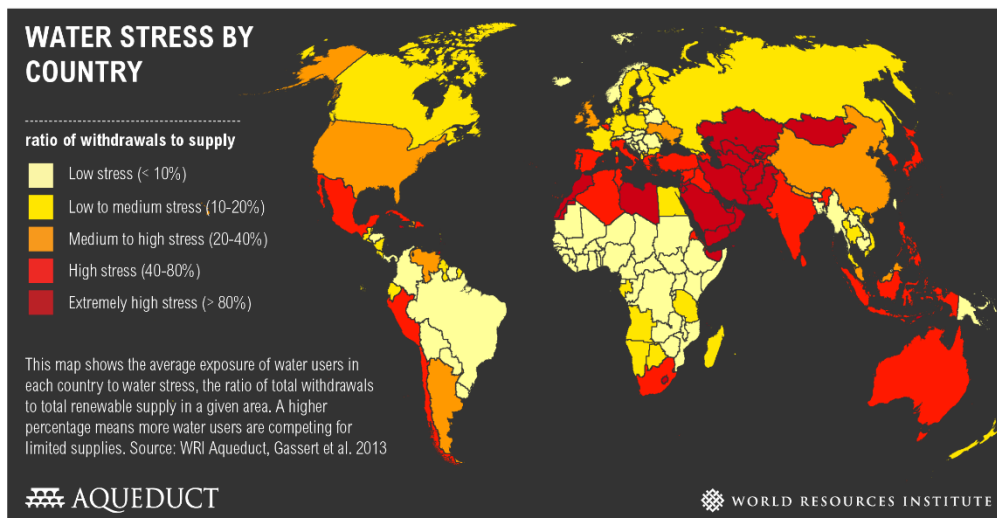 WATER STRESS BY
COUNTRY
ratio of withdrawals to supply
Low stress (< 10%)
Low to medium stress (10-20%)
Medium to high stress (20-40%)
High stress (40-80%)
Extremely high stress (> 80%)
This map shows the average exposure of water users in
each country to water stress, the ratio of total withdrawals
to total renewable supply in a given area. A higher
percentage means more water users are competing for
limited supplies. Source: WRI Aqueduct, Gassert et al. 2013
AQUEDUCT
WORLD RESOURCES INSTITUTE